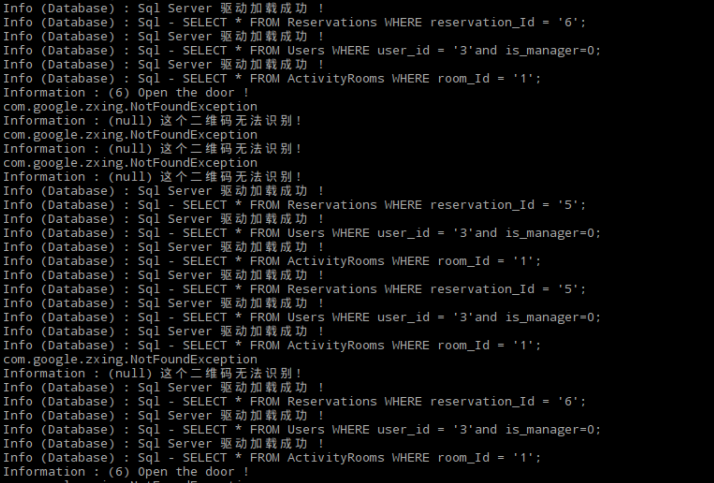 Info (Database) : Sql Server 驱动加载成功 !
Info (Database) : Sql - SELECT * FROM Reservations WHERE reservation_Id = '6';
Info (Database) : Sql Server 驱动加载成功 !
Info (Database) : Sql - SELECT * FROM Users WHERE user_id = '3'and is_manager=0;
Info (Database) : Sql Server 驱动加载成功 !
Info (Database) : Sql - SELECT * FROM ActivityRooms WHERE room_Id = '1';
Information : (6) Open the door !
com.google.zxing.NotFoundException
Information : (null) 这个二维码无法识别!
com.google.zxing.NotFoundException
Information : (null) 这个二维码无法识别!
com.google.zxing.NotFoundException
Information : (null) 这个二维码无法识别!
Info (Database) : Sql Server 驱动加载成功 !
Info (Database) : Sql - SELECT * FROM Reservations WHERE reservation_Id = '5';
Info (Database) : Sql Server 驱动加载成功 !
Info (Database) : Sql - SELECT * FROM Users WHERE user_id = '3'and is_manager=0;
Info (Database) : Sql Server 驱动加载成功 !
Info (Database) : Sql - SELECT * FROM ActivityRooms WHERE room_Id = '1';
Info (Database) : Sql Server 驱动加载成功 !
Info (Database) : Sql - SELECT * FROM Reservations WHERE reservation_Id = '5';
Info (Database) : Sql Server 驱动加载成功 !
Info (Database) : Sql - SELECT * FROM Users WHERE user_id = '3'and is_manager=0;
Info (Database) : Sql Server 驱动加载成功 !
Info (Database) : Sql - SELECT * FROM ActivityRooms WHERE room_Id = '1';
com.google.zxing.NotFoundException
Information : (null) 这个二维码无法识别!
Info (Database) : Sql Server 驱动加载成功 !
Info (Database) : Sql - SELECT * FROM Reservations WHERE reservation_Id = '6';
Info (Database) : Sql Server 驱动加载成功 !
Info (Database) : Sql - SELECT * FROM Users WHERE user_id = '3'and is_manager=0;
Info (Database) : Sql Server 驱动加载成功 !
Info (Database) : Sql - SELECT * FROM ActivityRooms WHERE room_Id = '1';
Information : (6) Open the door !